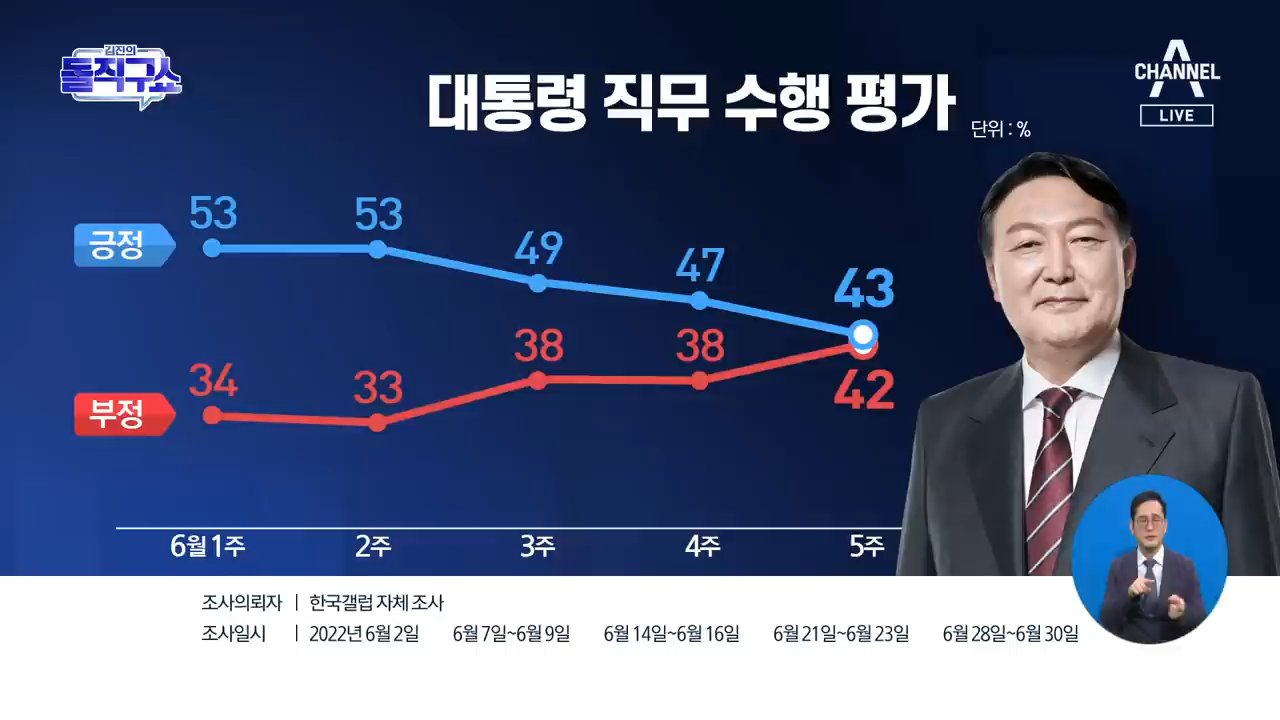 김진의
돌직구쇼
대통령 직무 수행 평가
단위 : %
CHANNEL A
LIVE
긍정
53
53
49
47
43
부정
34
33
38
38
42
6월 1주
2주
3주
4주
5주
조사의뢰자 | 한국갤럽 자체 조사
조사일시 | 2022년 6월 2일 6월 7일~6월 9일 6월 14일~6월 16일 6월 21일~6월 23일 6월 28일~6월 30일